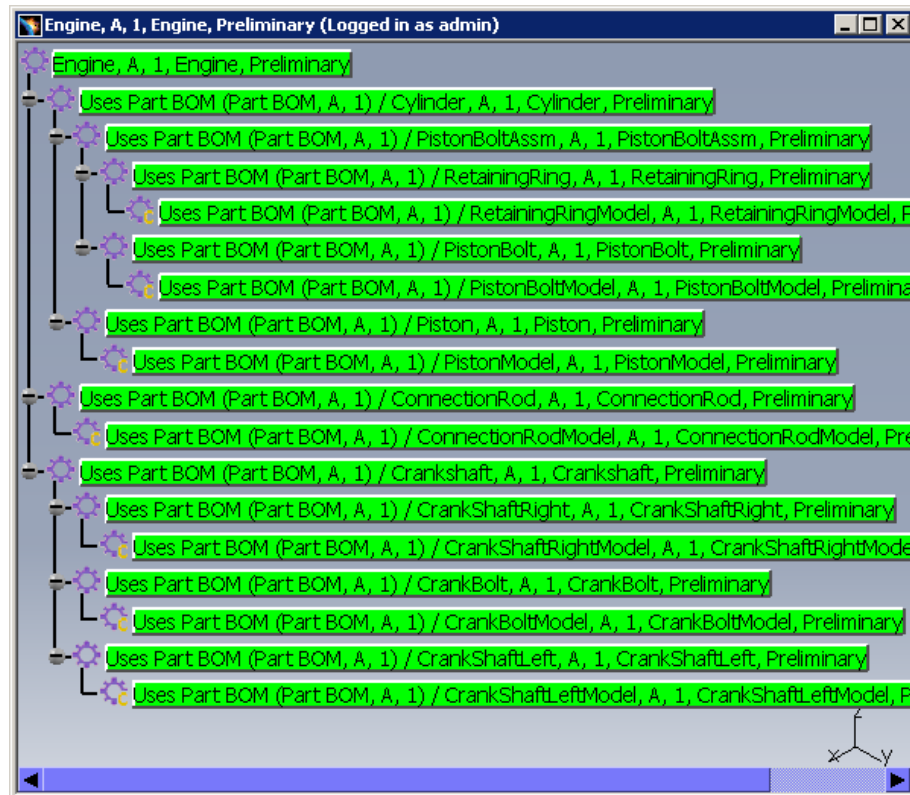 Engine, A, 1, Engine, Preliminary (Logged in as admin)
Engine, A, 1, Engine, Preliminary
Uses Part BOM (Part BOM, A, 1) / Cylinder, A, 1, Cylinder, Preliminary
Uses Part BOM (Part BOM, A, 1) / PistonBoltAssm, A, 1, PistonBoltAssm, Preliminary
Uses Part BOM (Part BOM, A, 1) / RetainingRing, A, 1, RetainingRing, Preliminary
Uses Part BOM (Part BOM, A, 1) / RetainingRingModel, A, 1, RetainingRingModel, P
Uses Part BOM (Part BOM, A, 1) / PistonBolt, A, 1, PistonBolt, Preliminary
Uses Part BOM (Part BOM, A, 1) / PistonBoltModel, A, 1, PistonBoltModel, Prelimina
Uses Part BOM (Part BOM, A, 1) / Piston, A, 1, Piston, Preliminary
Uses Part BOM (Part BOM, A, 1) / PistonModel, A, 1, PistonModel, Preliminary
Uses Part BOM (Part BOM, A, 1) / ConnectionRod, A, 1, ConnectionRod, Preliminary
Uses Part BOM (Part BOM, A, 1) / ConnectionRodModel, A, 1, ConnectionRodModel, Pre
Uses Part BOM (Part BOM, A, 1) / Crankshaft, A, 1, Crankshaft, Preliminary
Uses Part BOM (Part BOM, A, 1) / CrankShaftRight, A, 1, CrankShaftRight, Preliminary
Uses Part BOM (Part BOM, A, 1) / CrankShaftRightModel, A, 1, CrankShaftRightMode
Uses Part BOM (Part BOM, A, 1) / CrankBolt, A, 1, CrankBolt, Preliminary
Uses Part BOM (Part BOM, A, 1) / CrankBoltModel, A, 1, CrankBoltModel, Preliminary
Uses Part BOM (Part BOM, A, 1) / CrankShaftLeft, A, 1, CrankShaftLeft, Preliminary
Uses Part BOM (Part BOM, A, 1) / CrankShaftLeftModel, A, 1, CrankShaftLeftModel, P
z
x y